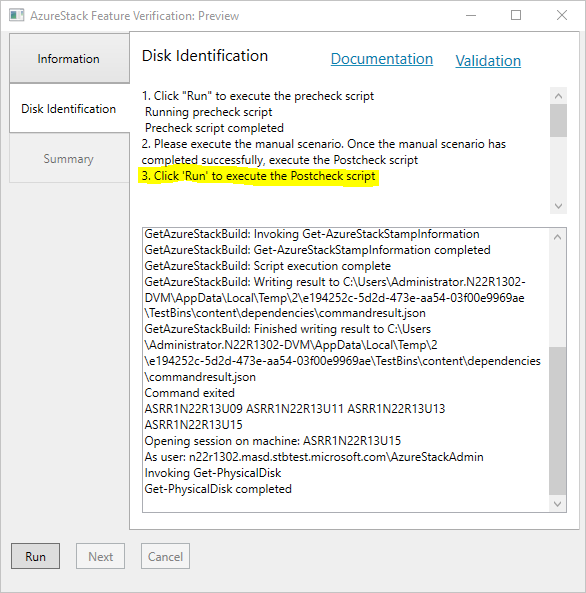 AzureStack Feature Verification: Preview
Information
Disk Identification
Summary
Disk Identification
Documentation
Validation
1. Click "Run" to execute the precheck script
Running precheck script
Precheck script completed
2. Please execute the manual scenario. Once the manual scenario has
completed successfully, execute the Postcheck script
3. Click 'Run' to execute the Postcheck script
GetAzureStackBuild: Invoking Get-AzureStackStampInformation
GetAzureStackBuild: Get-AzureStackStampInformation completed
GetAzureStackBuild: Script execution complete
GetAzureStackBuild: Writing result to C:\Users\Administrator.N22R1302-
DVM\AppData\Local\Temp\2\e194252c-5d2d-473e-aa54-03f00e9969ae
\TestBins\content\dependencies\commandresult.json
GetAzureStackBuild: Finished writing result to C:\Users
\Administrator.N22R1302-DVM\AppData\Local\Temp\2
\e194252c-5d2d-473e-aa54-03f00e9969ae\TestBins\content\dependencies
\commandresult.json
Command exited
ASRR1N22R13U09 ASRR1N22R13U11 ASRR1N22R13U13
ASRR1N22R13U15
Opening session on machine: ASRR1N22R13U15
As user: n22r1302.masd.stbtest.microsoft.com\AzureStackAdmin
Invoking Get-PhysicalDisk
Get-PhysicalDisk completed
Run
Next
Cancel